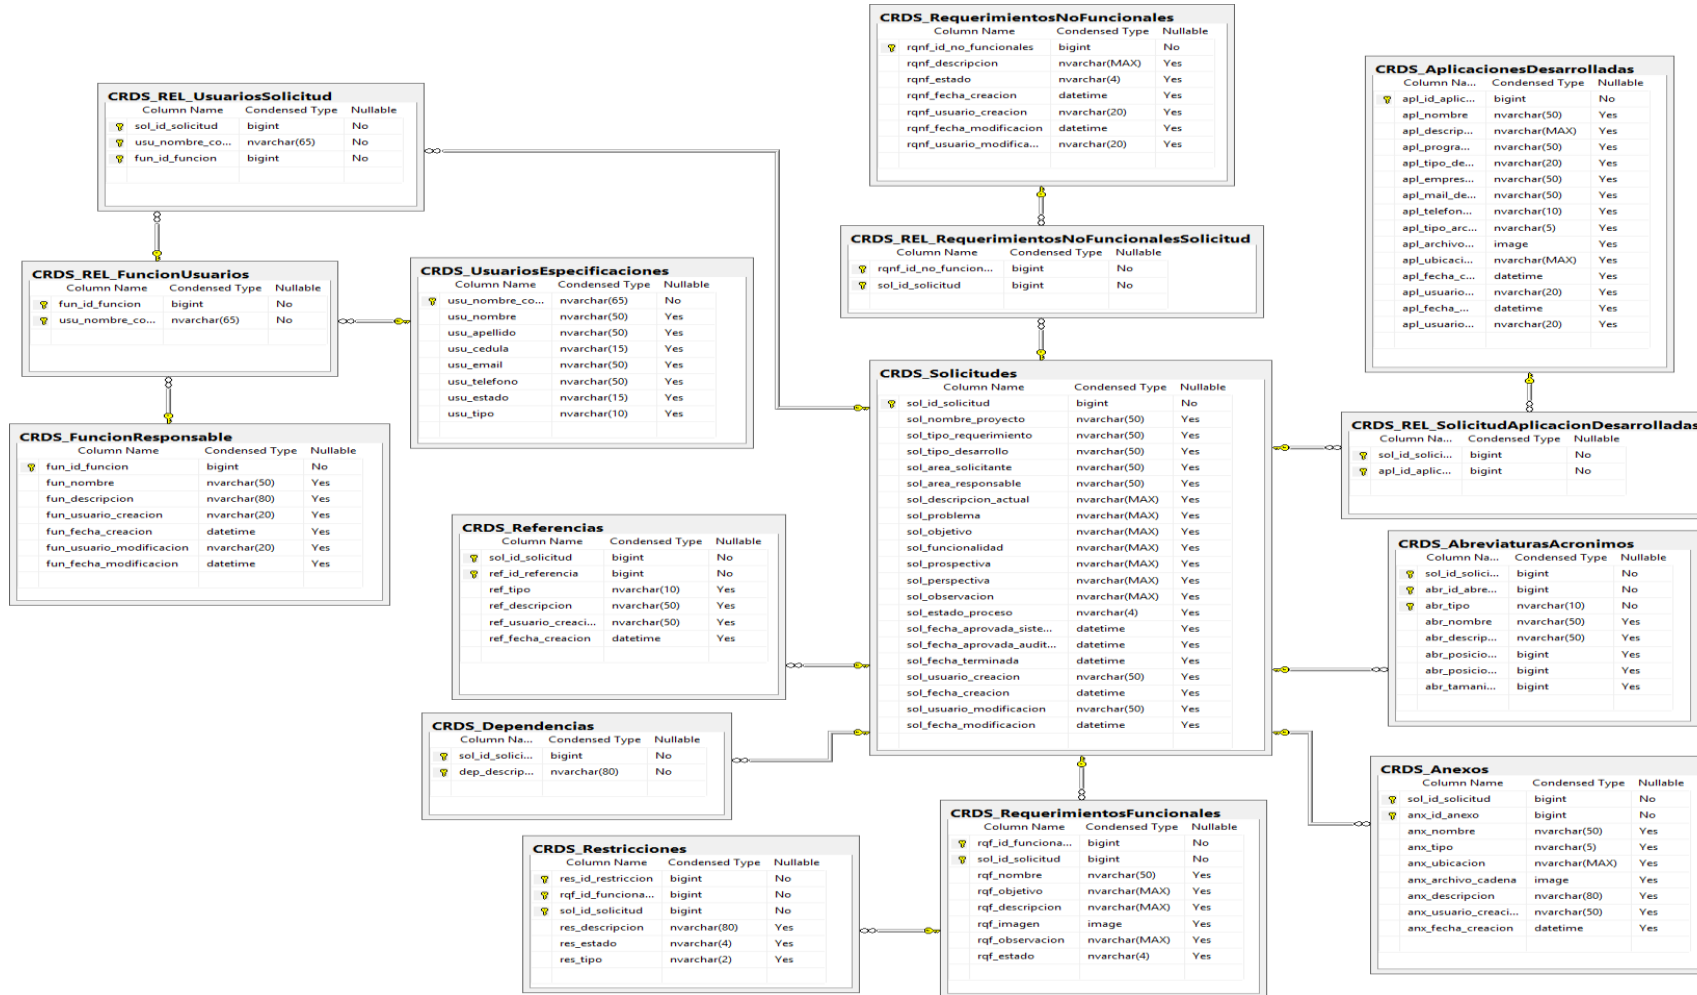 CRDS_RequerimientosNoFuncionales
Column Name Condensed Type Nullable
rqnf_id_no_funcionales bigint No
rqnf_descripcion nvarchar(MAX) Yes
rqnf_estado nvarchar(4) Yes
rqnf_fecha_creacion datetime Yes
rqnf_usuario_creacion nvarchar(20) Yes
rqnf_fecha_modificacion datetime Yes
rqnf_usuario_modifica... nvarchar(20) Yes
CRDS_AplicacionesDesarrolladas
Column Na... Condensed Type Nullable
apl_id_aplic... bigint No
apl_nombre nvarchar(50) Yes
apl_descrip... nvarchar(MAX) Yes
apl_progra... nvarchar(50) Yes
apl_tipo_de... nvarchar(20) Yes
apl_empres... nvarchar(50) Yes
apl_mail_de... nvarchar(50) Yes
apl_telefon... nvarchar(10) Yes
apl_tipo_arc... nvarchar(5) Yes
apl_archivo... image Yes
apl_ubicaci... nvarchar(MAX) Yes
apl_fecha_c... datetime Yes
apl_usuario... nvarchar(20) Yes
apl_fecha_... datetime Yes
apl_usuario... nvarchar(20) Yes
CRDS_REL_UsuariosSolicitud
Column Name Condensed Type Nullable
sol_id_solicitud bigint No
usu_nombre_co... nvarchar(65) No
fun_id_funcion bigint No
CRDS_REL_RequerimientosNoFuncionalesSolicitud
Column Name Condensed Type Nullable
rqnf_id_no_funcion... bigint No
sol_id_solicitud bigint No
CRDS_REL_FuncionUsuarios
Column Name Condensed Type Nullable
fun_id_funcion bigint No
usu_nombre_co... nvarchar(65) No
CRDS_UsuariosEspecificaciones
Column Name Condensed Type Nullable
usu_nombre_co... nvarchar(65) No
usu_nombre nvarchar(50) Yes
usu_apellido nvarchar(50) Yes
usu_cedula nvarchar(15) Yes
usu_email nvarchar(50) Yes
usu_telefono nvarchar(50) Yes
usu_estado nvarchar(15) Yes
usu_tipo nvarchar(10) Yes
CRDS_Solicitudes
Column Name Condensed Type Nullable
sol_id_solicitud bigint No
sol_nombre_proyecto nvarchar(50) Yes
sol_tipo_requerimiento nvarchar(50) Yes
sol_tipo_desarrollo nvarchar(50) Yes
sol_area_solicitante nvarchar(50) Yes
sol_area_responsable nvarchar(50) Yes
sol_descripcion_actual nvarchar(MAX) Yes
sol_problema nvarchar(MAX) Yes
sol_objetivo nvarchar(MAX) Yes
sol_funcionalidad nvarchar(MAX) Yes
sol_prospectiva nvarchar(MAX) Yes
sol_perspectiva nvarchar(MAX) Yes
sol_observacion nvarchar(MAX) Yes
sol_estado_proceso nvarchar(4) Yes
sol_fecha_aprovada_siste... datetime Yes
sol_fecha_aprovada_audit... datetime Yes
sol_fecha_terminada datetime Yes
sol_usuario_creacion nvarchar(50) Yes
sol_fecha_creacion datetime Yes
sol_usuario_modificacion nvarchar(50) Yes
sol_fecha_modificacion datetime Yes
CRDS_REL_SolicitudAplicacionDesarrolladas
Column Na... Condensed Type Nullable
sol_id_solici... bigint No
apl_id_aplic... bigint No
CRDS_FuncionResponsable
Column Name Condensed Type Nullable
fun_id_funcion bigint No
fun_nombre nvarchar(50) Yes
fun_descripcion nvarchar(80) Yes
fun_usuario_creacion nvarchar(20) Yes
fun_fecha_creacion datetime Yes
fun_usuario_modificacion nvarchar(20) Yes
fun_fecha_modificacion datetime Yes
CRDS_Referencias
Column Name Condensed Type Nullable
sol_id_solicitud bigint No
ref_id_referencia bigint No
ref_tipo nvarchar(10) Yes
ref_descripcion nvarchar(50) Yes
ref_usuario_creaci... nvarchar(50) Yes
ref_fecha_creacion datetime Yes
CRDS_AbreviaturasAcronimos
Column Na... Condensed Type Nullable
sol_id_solici... bigint No
abr_id_abre... bigint No
abr_tipo nvarchar(10) No
abr_nombre nvarchar(50) Yes
abr_descrip... nvarchar(50) Yes
abr_posicio... bigint Yes
abr_posicio... bigint Yes
abr_tamani... bigint Yes
CRDS_Dependencias
Column Na... Condensed Type Nullable
sol_id_solici... bigint No
dep_descrip... nvarchar(80) No
CRDS_Anexos
Column Name Condensed Type Nullable
sol_id_solicitud bigint No
anx_id_anexo bigint No
anx_nombre nvarchar(50) Yes
anx_tipo nvarchar(5) Yes
anx_ubicacion nvarchar(MAX) Yes
anx_archivo_cadena image Yes
anx_descripcion nvarchar(80) Yes
anx_usuario_creaci... nvarchar(50) Yes
anx_fecha_creacion datetime Yes
CRDS_RequerimientosFuncionales
Column Name Condensed Type Nullable
rqf_id_funciona... bigint No
sol_id_solicitud bigint No
rqf_nombre nvarchar(50) Yes
rqf_objetivo nvarchar(MAX) Yes
rqf_descripcion nvarchar(MAX) Yes
rqf_imagen image Yes
rqf_observacion nvarchar(MAX) Yes
rqf_estado nvarchar(4) Yes
CRDS_Restricciones
Column Name Condensed Type Nullable
res_id_restriccion bigint No
rqf_id_funciona... bigint No
sol_id_solicitud bigint No
res_descripcion nvarchar(80) Yes
res_estado nvarchar(4) Yes
res_tipo nvarchar(2) Yes